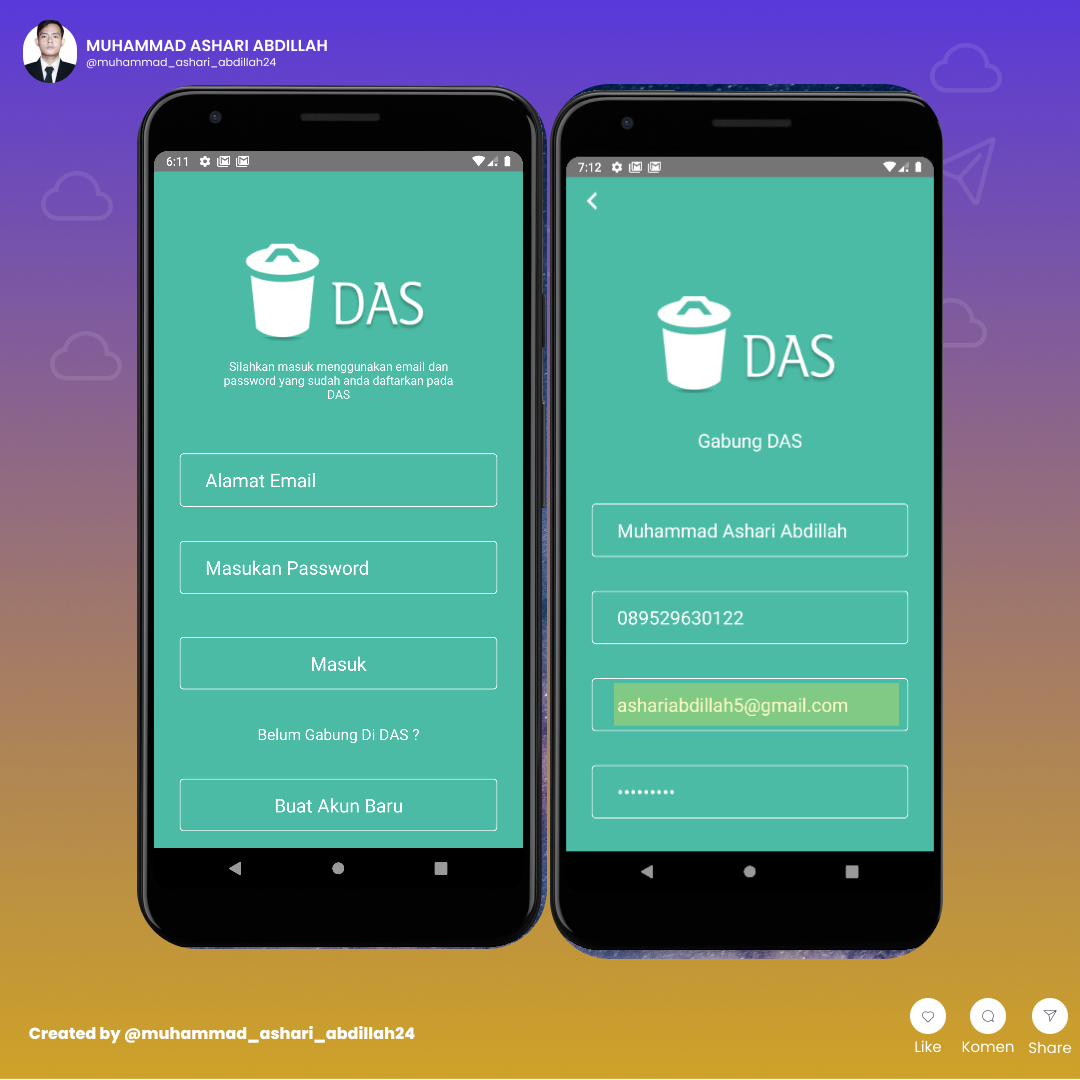 MUHAMMAD ASHARI ABDILLAH
@muhammad_ashari_abdillah24
6:11
DAS
Silahkan masuk menggunakan email dan
password yang sudah anda daftarkan pada
DAS
Alamat Email
Masukan Password
Masuk
Belum Gabung Di DAS ?
Buat Akun Baru
7:12
DAS
Gabung DAS
Muhammad Ashari Abdillah
089529630122
ashariabdillah5@gmail.com
•••••••••
Created by @muhammad_ashari_abdillah24
Like
Komen
Share